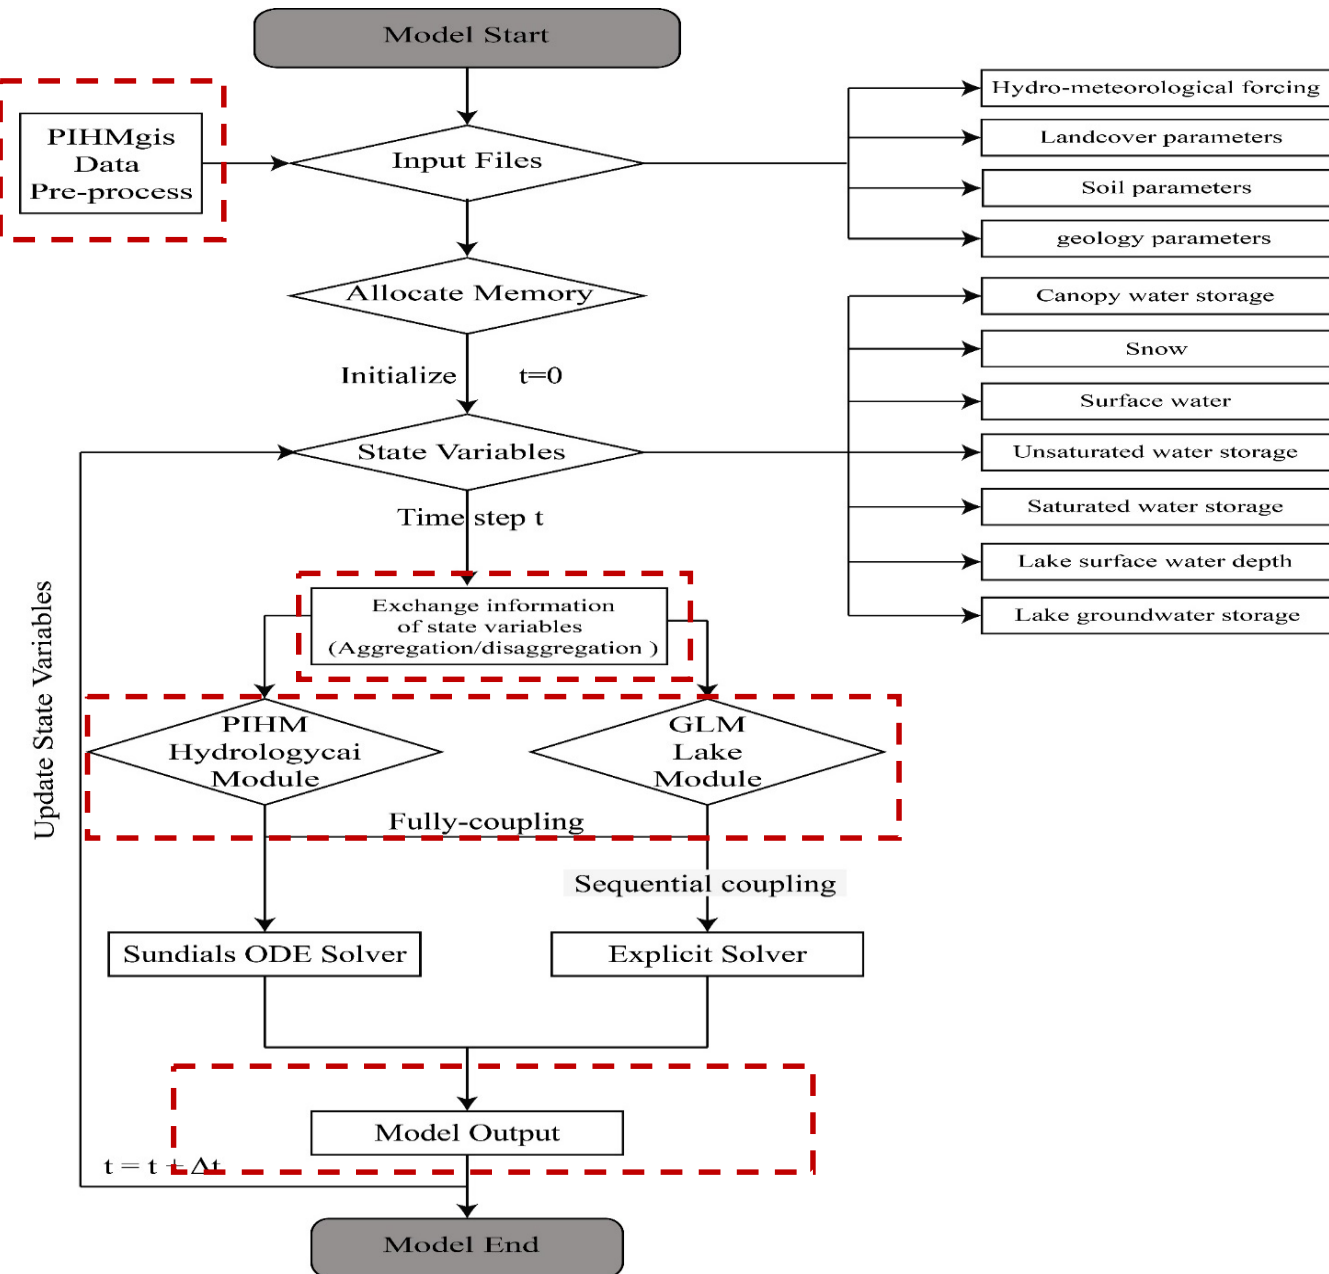 Model Start
PIHMgis
Data
Pre-process
Input Files
Hydro-meteorological forcing
Landcover parameters
Soil parameters
geology parameters
Allocate Memory
Initialize t=0
State Variables
Canopy water storage
Snow
Surface water
Unsaturated water storage
Saturated water storage
Lake surface water depth
Lake groundwater storage
Time step t
Exchange information
of state variables
(Aggregation/disaggregation )
Update State Variables
PIHM
Hydrologycai
Module
GLM
Lake
Module
Fully-coupling
Sequential coupling
Sundials ODE Solver
Explicit Solver
Model Output
t = t + Δt
Model End